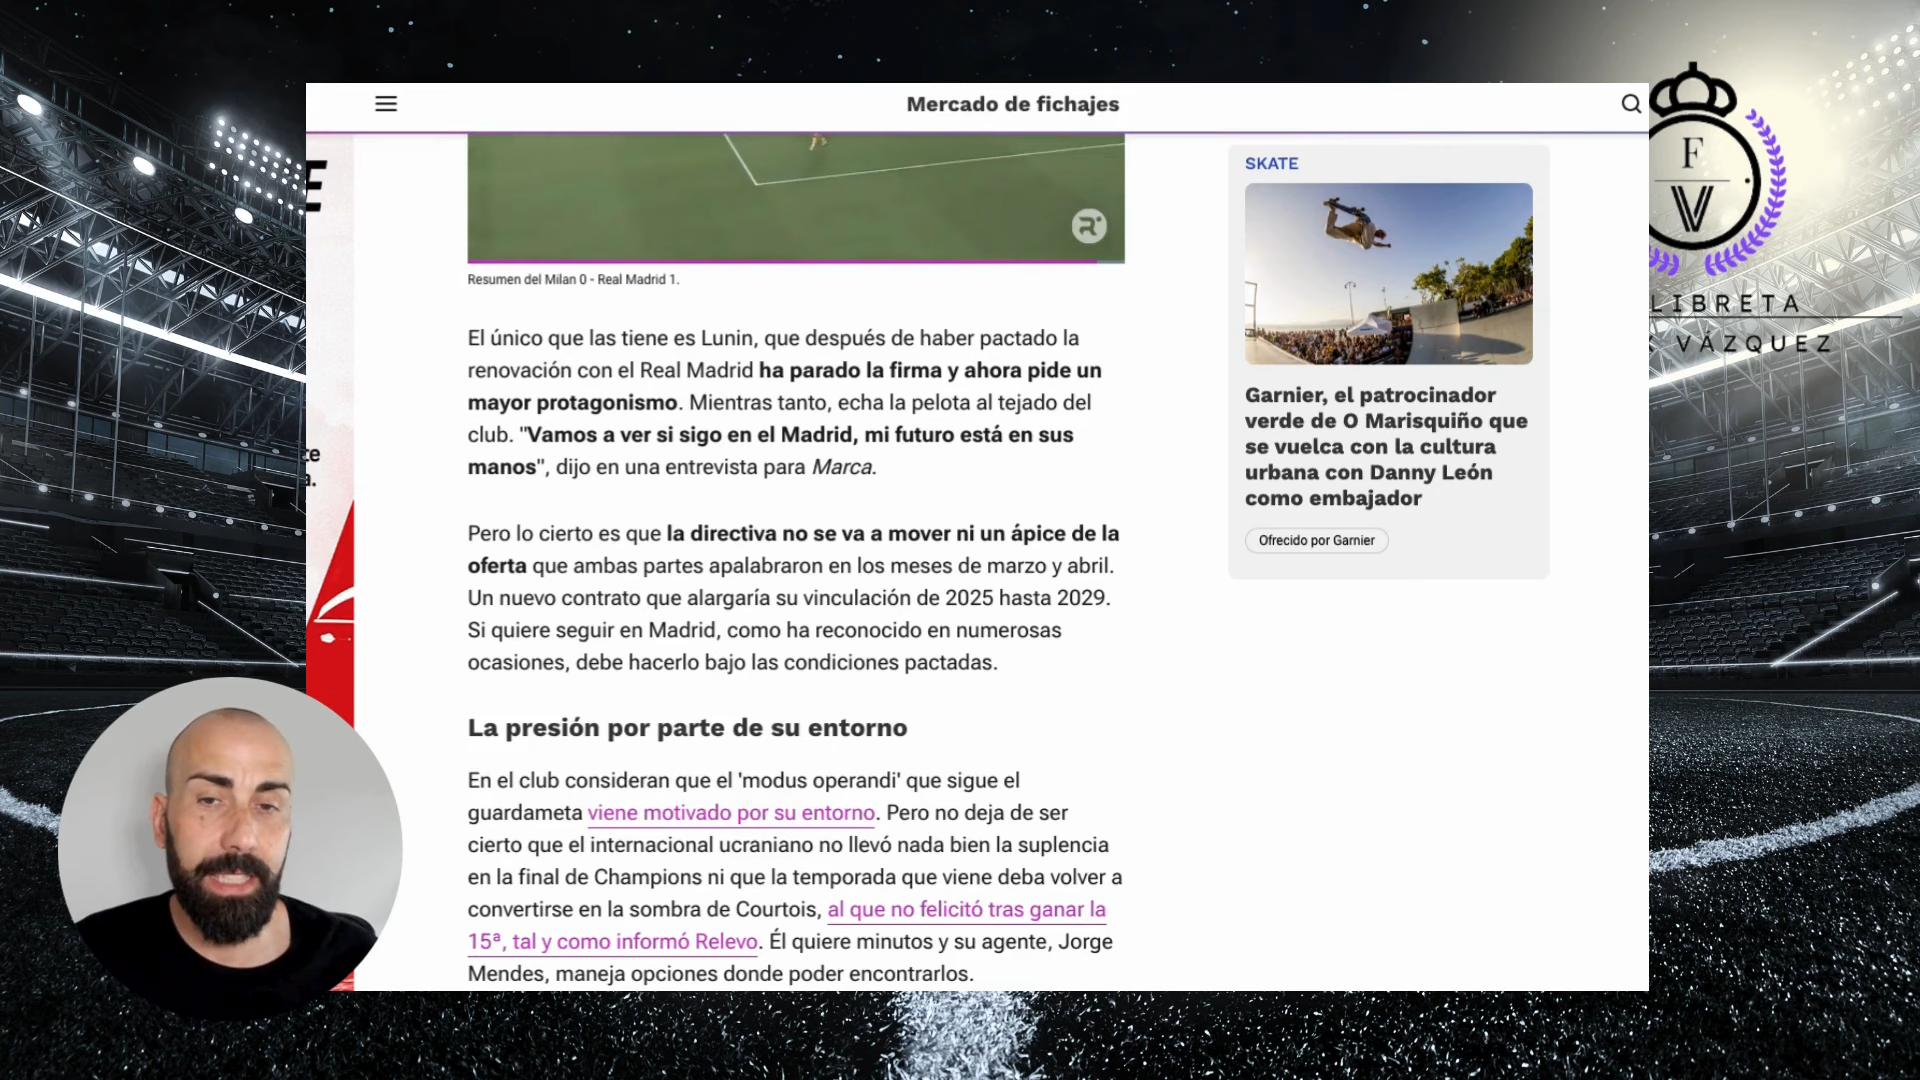 Mercado de fichajes
Resumen del Milan 0 - Real Madrid 1.
El único que las tiene es Lunin, que después de haber pactado la
renovación con el Real Madrid ha parado la firma y ahora pide un
mayor protagonismo. Mientras tanto, echa la pelota al tejado del
club. "Vamos a ver si sigo en el Madrid, mi futuro está en sus
manos", dijo en una entrevista para Marca.
Pero lo cierto es que la directiva no se va a mover ni un ápice de la
oferta que ambas partes apalabraron en los meses de marzo y abril.
Un nuevo contrato que alargaría su vinculación de 2025 hasta 2029.
Si quiere seguir en Madrid, como ha reconocido en numerosas
ocasiones, debe hacerlo bajo las condiciones pactadas.
La presión por parte de su entorno
En el club consideran que el 'modus operandi' que sigue el
guardameta viene motivado por su entorno. Pero no deja de ser
cierto que el internacional ucraniano no llevó nada bien la suplencia
en la final de Champions ni que la temporada que viene deba volver a
convertirse en la sombra de Courtois, al que no felicitó tras ganar la
15ª, tal y como informó Relevo. Él quiere minutos y su agente, Jorge
Mendes, maneja opciones donde poder encontrarlos.
SKATE
Garnier, el patrocinador
verde de O Marisquiño que
se vuelca con la cultura
urbana con Danny León
como embajador
Ofrecido por Garnier
F
V
LIBRETA
VÁZQUEZ